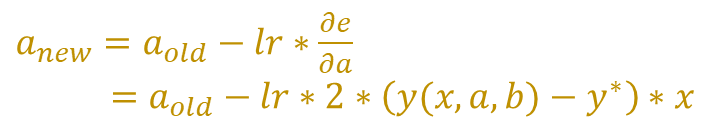 a_new = a_old − lr * ∂e/∂a
= a_old − lr * 2 * (y(x, a, b) − y*) * x